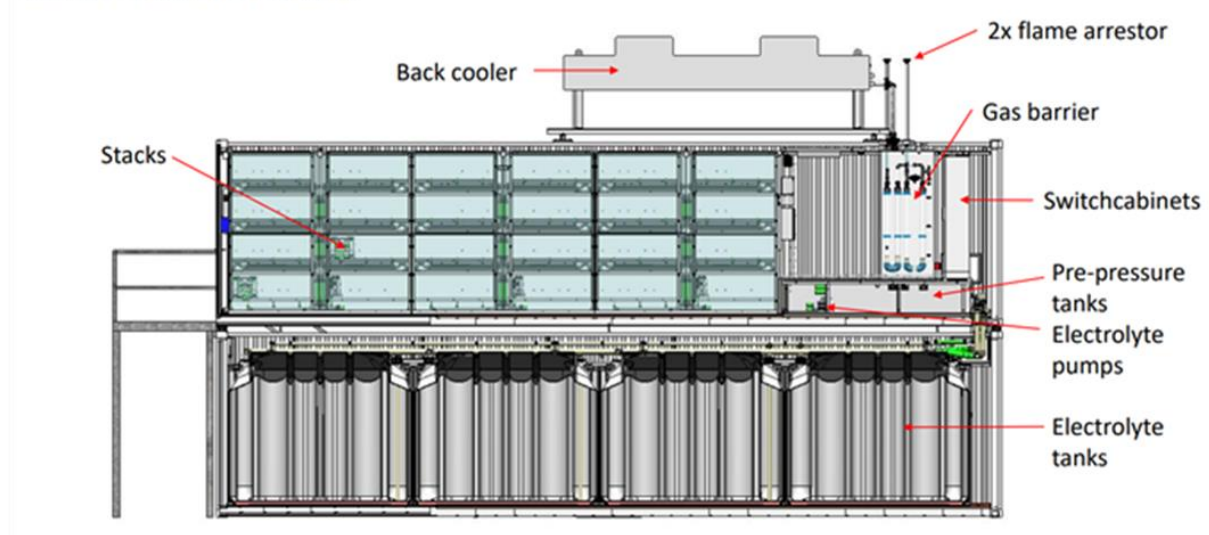 2x flame arrestor
Back cooler
Gas barrier
Stacks
Switchcabinets
Pre-pressure
tanks
Electrolyte
pumps
Electrolyte
tanks